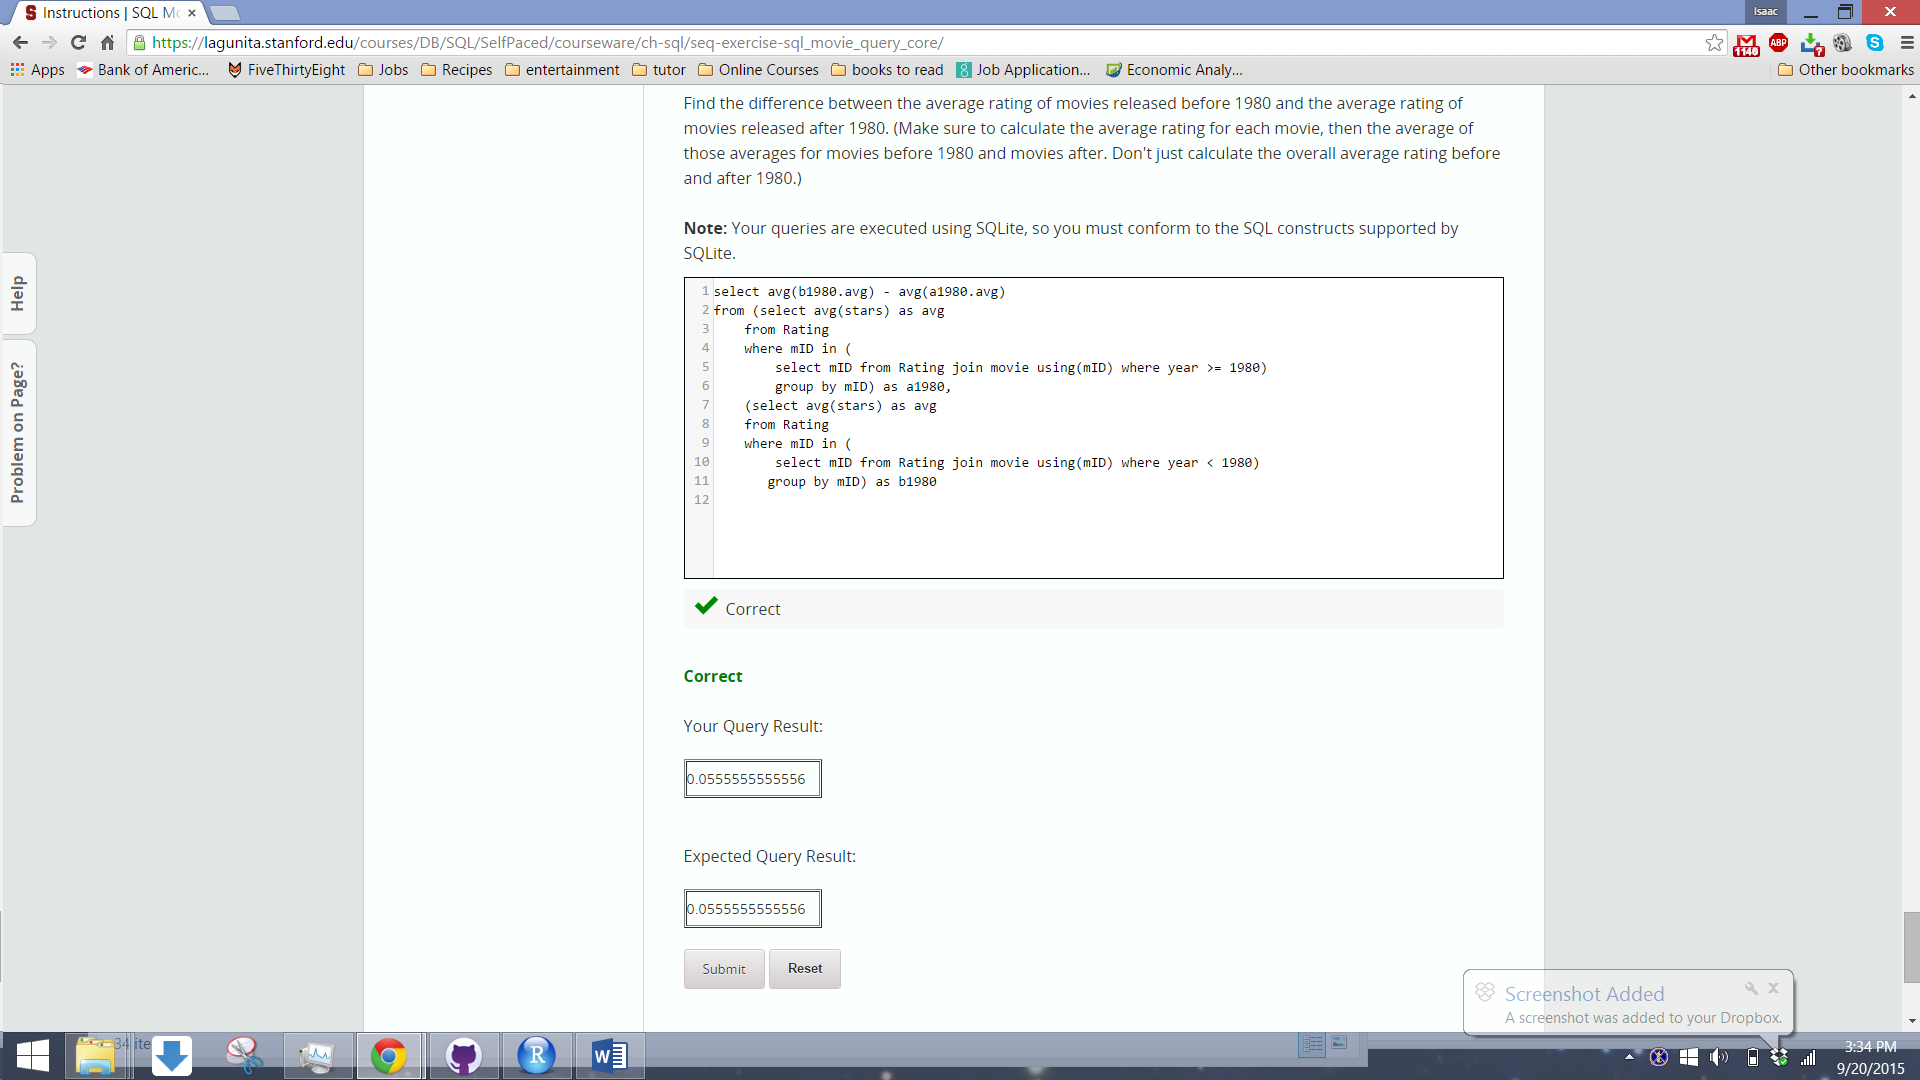 Instructions | SQL Mo
Isaac
https://lagunita.stanford.edu/courses/DB/SQL/SelfPaced/courseware/ch-sql/seq-exercise-sql_movie_query_core/
1146
ABP
?
Apps
Bank of Americ...
FiveThirtyEight
Jobs
Recipes
entertainment
tutor
Online Courses
books to read
Job Application...
Economic Analy...
Other bookmarks
Find the difference between the average rating of movies released before 1980 and the average rating of
movies released after 1980. (Make sure to calculate the average rating for each movie, then the average of
those averages for movies before 1980 and movies after. Don't just calculate the overall average rating before
and after 1980.)
Note: Your queries are executed using SQLite, so you must conform to the SQL constructs supported by
SQLite.
Help
Problem on Page?
1 select avg(b1980.avg) - avg(a1980.avg)
2 from (select avg(stars) as avg
3     from Rating
4     where mID in (
5         select mID from Rating join movie using(mID) where year >= 1980)
6         group by mID) as a1980,
7     (select avg(stars) as avg
8     from Rating
9     where mID in (
10         select mID from Rating join movie using(mID) where year < 1980)
11        group by mID) as b1980
12
Correct
Correct
Your Query Result:
0.0555555555556
Expected Query Result:
0.0555555555556
Submit
Reset
Screenshot Added
A screenshot was added to your Dropbox.
34 ite
R
W
3:34 PM
9/20/2015